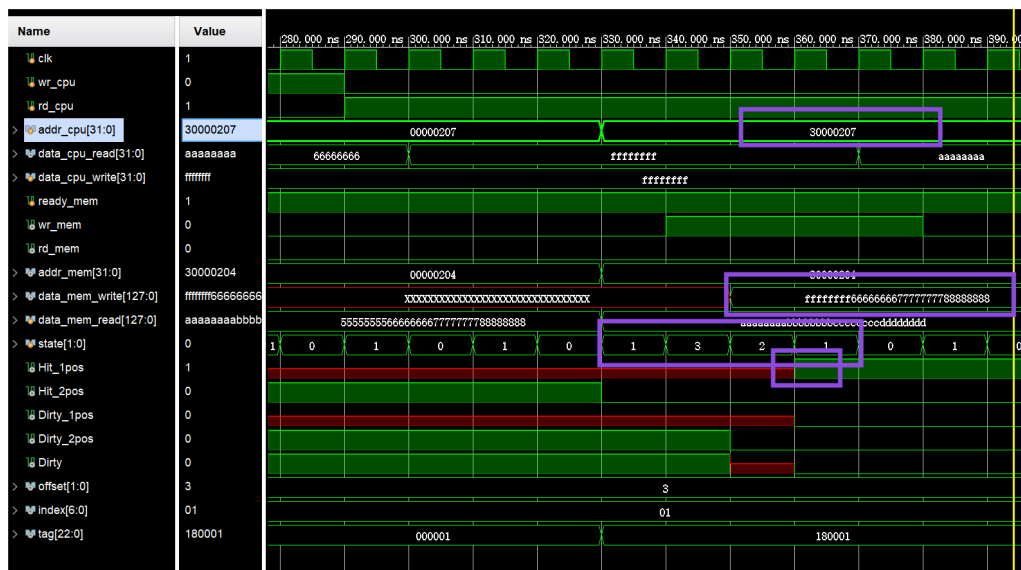 Name Value
280.000 ns 290.000 ns 300.000 ns 310.000 ns 320.000 ns 330.000 ns 340.000 ns 350.000 ns 360.000 ns 370.000 ns 380.000 ns 390.0
clk 1
wr_cpu 0
rd_cpu 1
addr_cpu[31:0] 30000207 00000207 30000207
data_cpu_read[31:0] aaaaaaaa 66666666 ffffffff aaaaaaaa
data_cpu_write[31:0] ffffffff ffffffff
ready_mem 1
wr_mem 0
rd_mem 0
addr_mem[31:0] 30000204 00000204 30000204
data_mem_write[127:0] ffffffff66666666 XXXXXXXXXXXXXXXXXXXXXXXXXXXXXXXX ffffffff666666667777777788888888
data_mem_read[127:0] aaaaaaaabbbb 55555555666666667777777788888888 aaaaaaaabbbbbbbbccccccccdddddddd
state[1:0] 0 1 0 1 0 1 0 1 3 2 1 0 1 0
Hit_1pos 1
Hit_2pos 0
Dirty_1pos 0
Dirty_2pos 0
Dirty 0
offset[1:0] 3 3
index[6:0] 01 01
tag[22:0] 180001 000001 180001